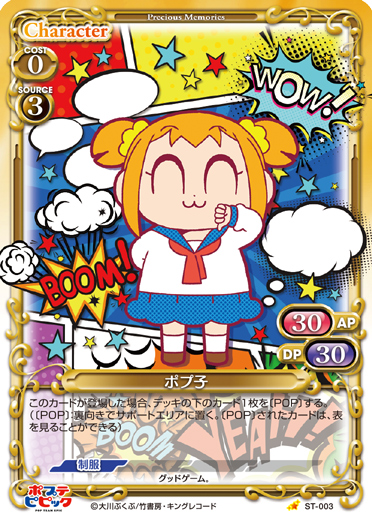 Precious Memories
Character
COST
0
SOURCE
3
WOW!
BOOM!
30 AP
DP 30
ポプ子
このカードが登場した場合、デッキの下のカード1枚を〔POP〕する。
(〔POP〕:裏向きでサポートエリアに置く。〔POP〕されたカードは、表
を見ることができる)
BOOM
YEAH!
制服
グッドゲーム。
ポプテ
ピピック
POP TEAM EPIC
©大川ぶくぶ/竹書房・キングレコード
ST-003